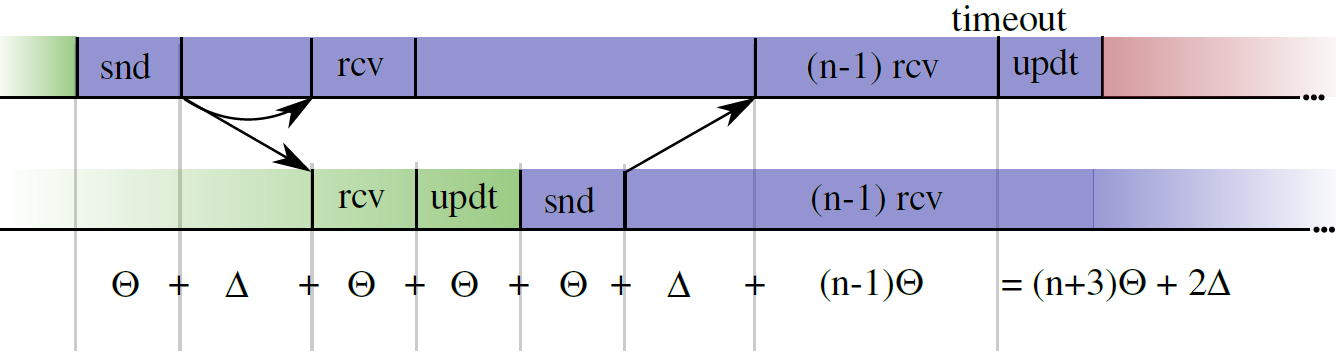 timeout
snd rcv (n-1) rcv updt
...
rcv updt snd (n-1) rcv
...
Θ + Δ + Θ + Θ + Θ + Δ + (n-1)Θ = (n+3)Θ + 2Δ